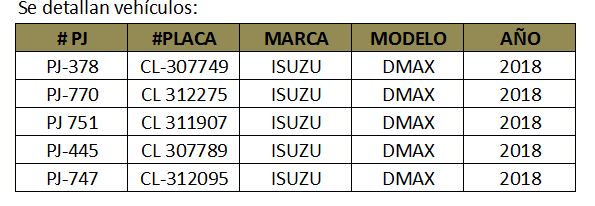 Se detallan vehículos:
# PJ #PLACA MARCA MODELO AÑO
PJ-378 CL-307749 ISUZU DMAX 2018
PJ-770 CL 312275 ISUZU DMAX 2018
PJ 751 CL 311907 ISUZU DMAX 2018
PJ-445 CL 307789 ISUZU DMAX 2018
PJ-747 CL-312095 ISUZU DMAX 2018